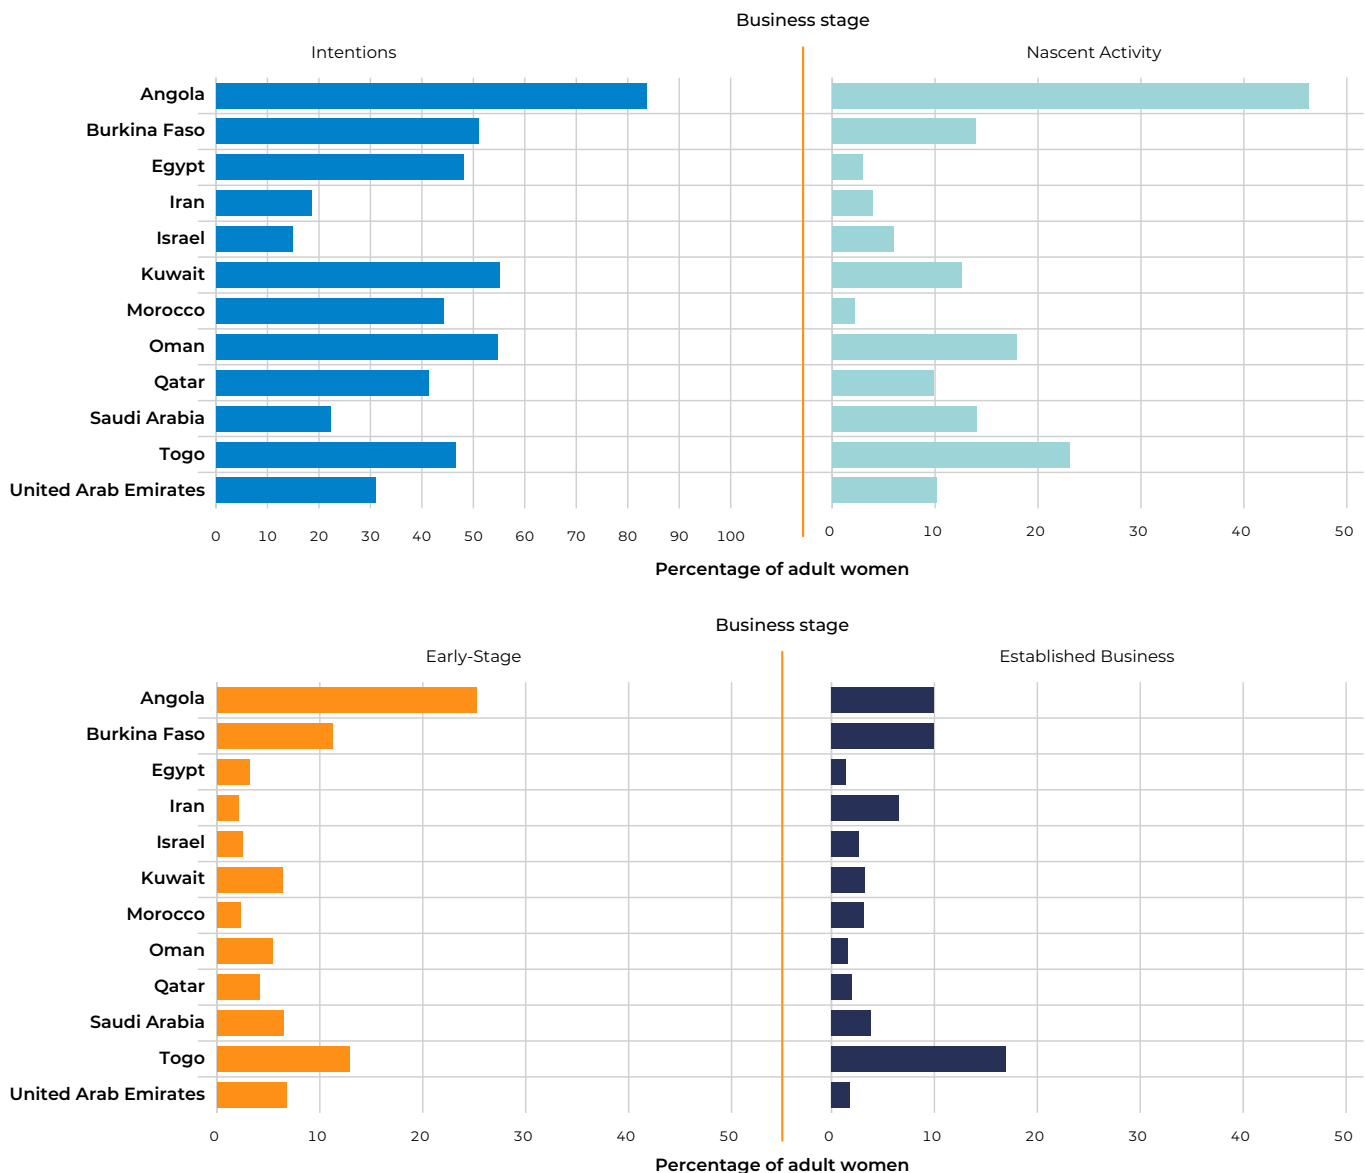 Business stage
Intentions
Nascent Activity
Angola
Burkina Faso
Egypt
Iran
Israel
Kuwait
Morocco
Oman
Qatar
Saudi Arabia
Togo
United Arab Emirates
0 10 20 30 40 50 60 70 80 90 100
0 10 20 30 40 50
Percentage of adult women
Business stage
Early-Stage
Established Business
Angola
Burkina Faso
Egypt
Iran
Israel
Kuwait
Morocco
Oman
Qatar
Saudi Arabia
Togo
United Arab Emirates
0 10 20 30 40 50
0 10 20 30 40 50
Percentage of adult women